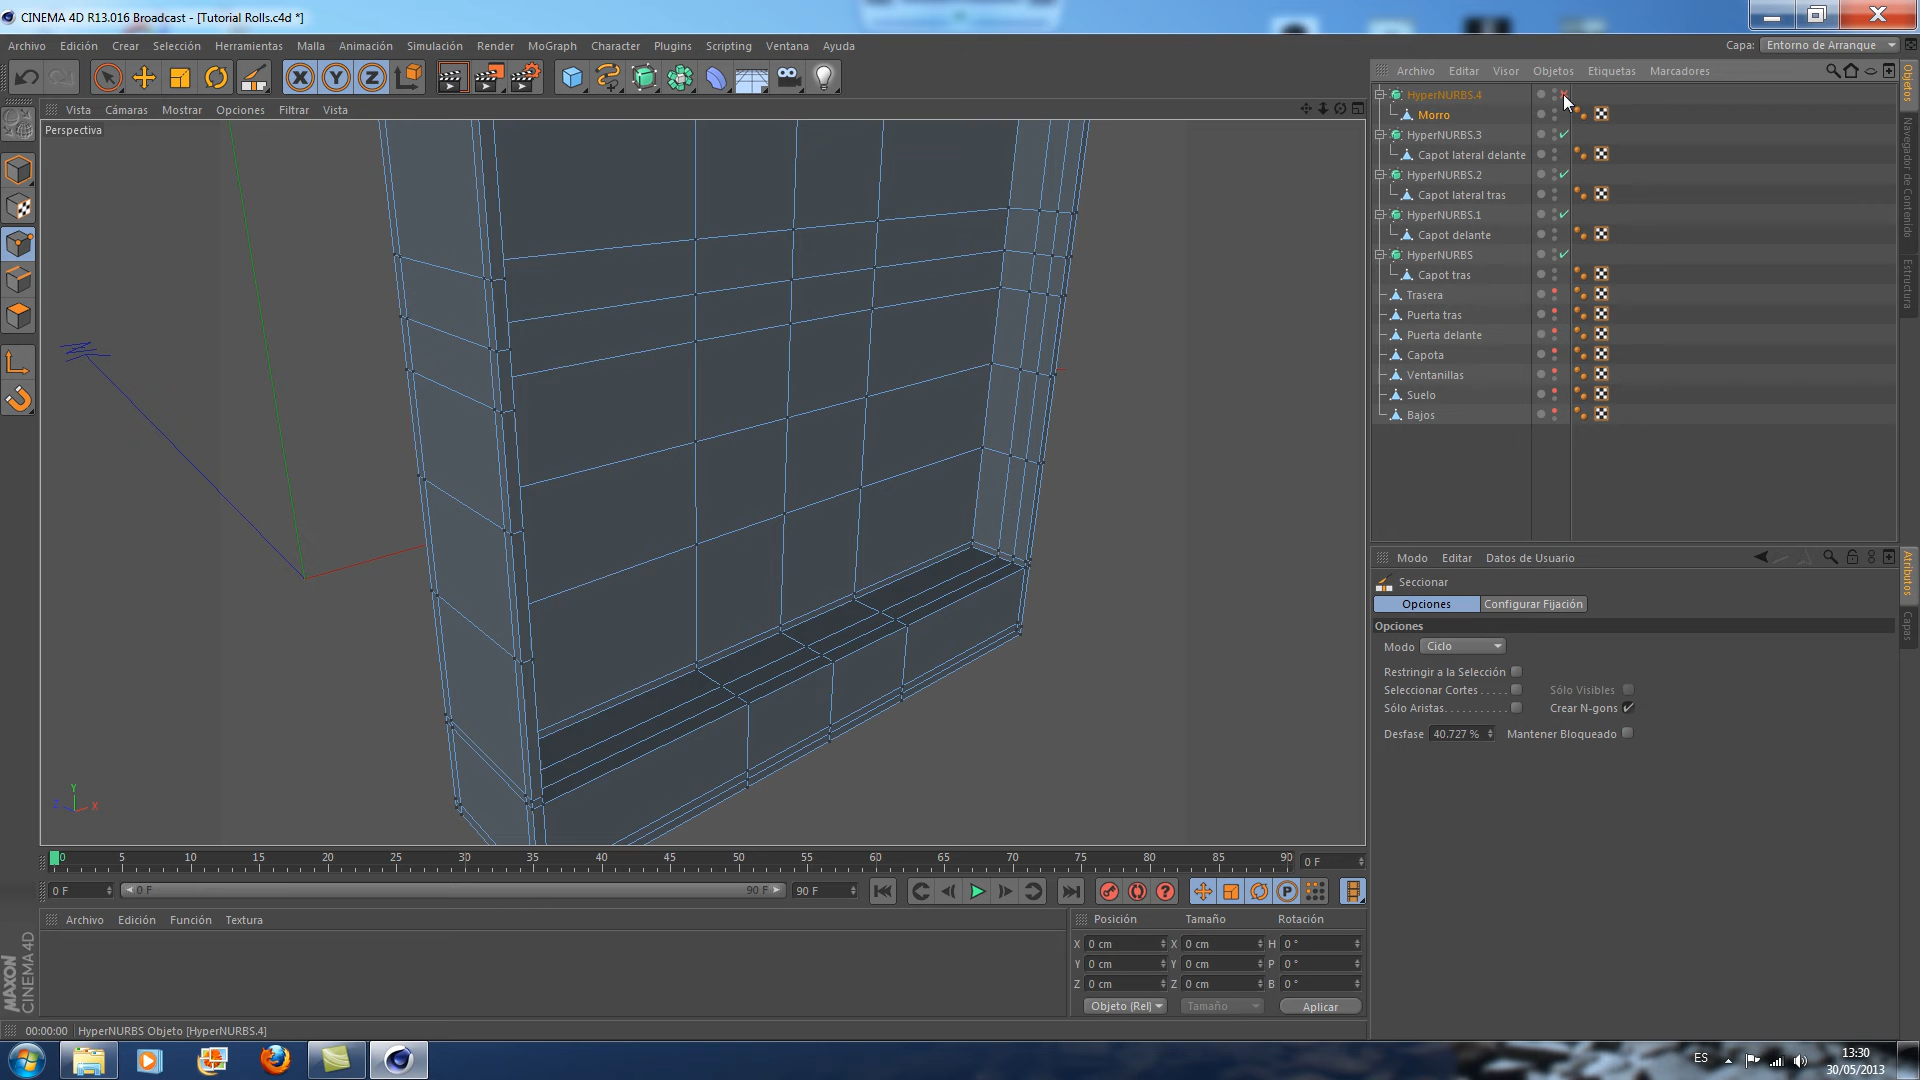 CINEMA 4D R13.016 Broadcast - [Tutorial Rolls.c4d *]
Archivo Edición Crear Selección Herramientas Malla Animación Simulación Render MoGraph Character Plugins Scripting Ventana Ayuda
Capa: Entorno de Arranque
Archivo Editar Visor Objetos Etiquetas Marcadores
Vista Cámaras Mostrar Opciones Filtrar Vista
Perspectiva
HyperNURBS.4
Morro
HyperNURBS.3
Capot lateral delante
HyperNURBS.2
Capot lateral tras
HyperNURBS.1
Capot delante
HyperNURBS
Capot tras
Trasera
Puerta tras
Puerta delante
Capota
Ventanillas
Suelo
Bajos
Objetos
Navegador de Contenido
Estructura
Modo Editar Datos de Usuario
Seccionar
Opciones Configurar Fijación
Opciones
Modo Ciclo
Restringir a la Selección
Seleccionar Cortes Sólo Visibles
Sólo Aristas Crear N-gons
Desfase 40.727 % Mantener Bloqueado
Atributos
Capas
Y
Z X
0 5 10 15 20 25 30 35 40 45 50 55 60 65 70 75 80 85 90 0 F
0 F 0 F 90 F 90 F
Archivo Edición Función Textura
Posición Tamaño Rotación
X 0 cm X 0 cm H 0 °
Y 0 cm Y 0 cm P 0 °
Z 0 cm Z 0 cm B 0 °
Objeto (Rel) Tamaño Aplicar
MAXON
CINEMA 4D
00:00:00 HyperNURBS Objeto [HyperNURBS.4]
ES
13:30
30/05/2013